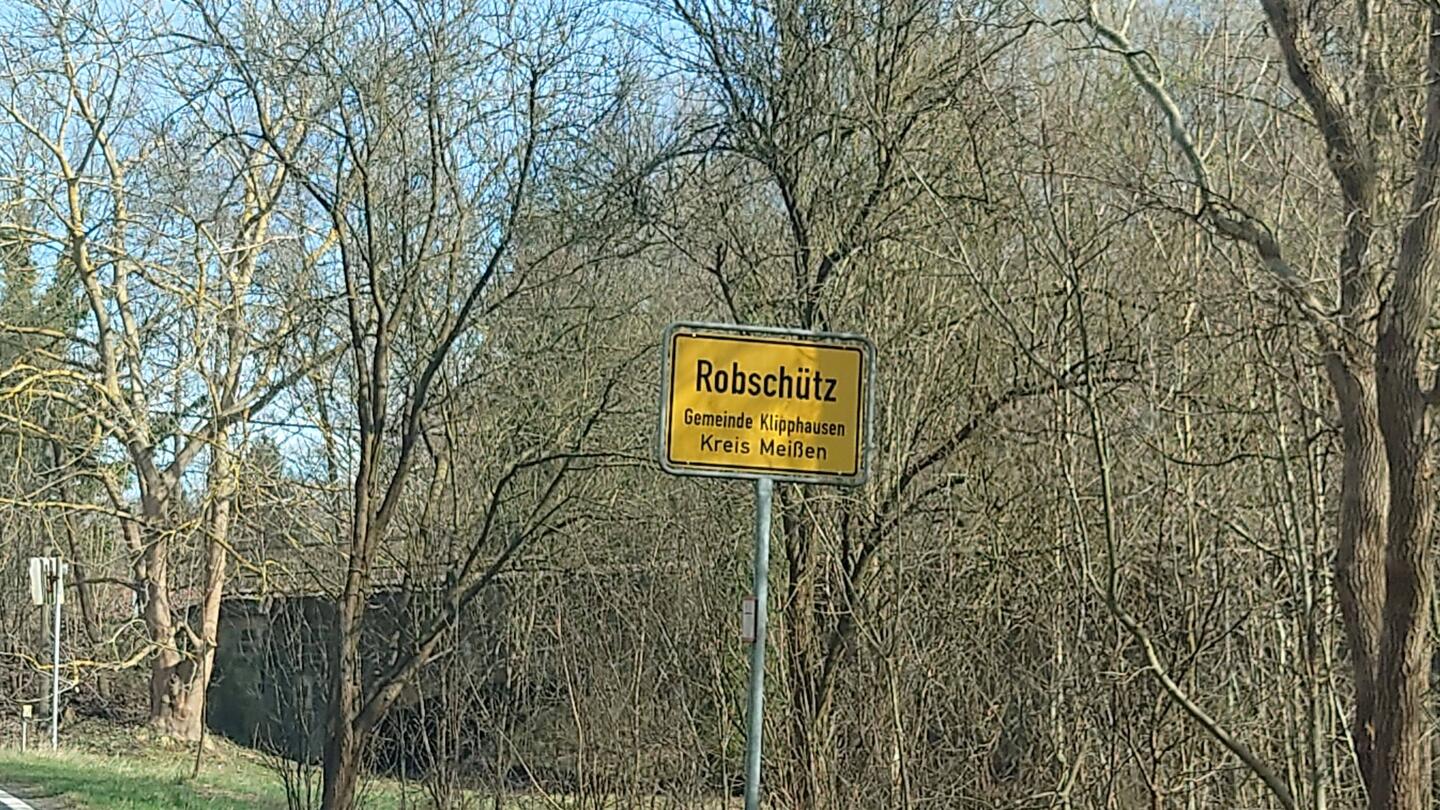 Robschütz
Gemeinde Klipphausen
Kreis Meißen